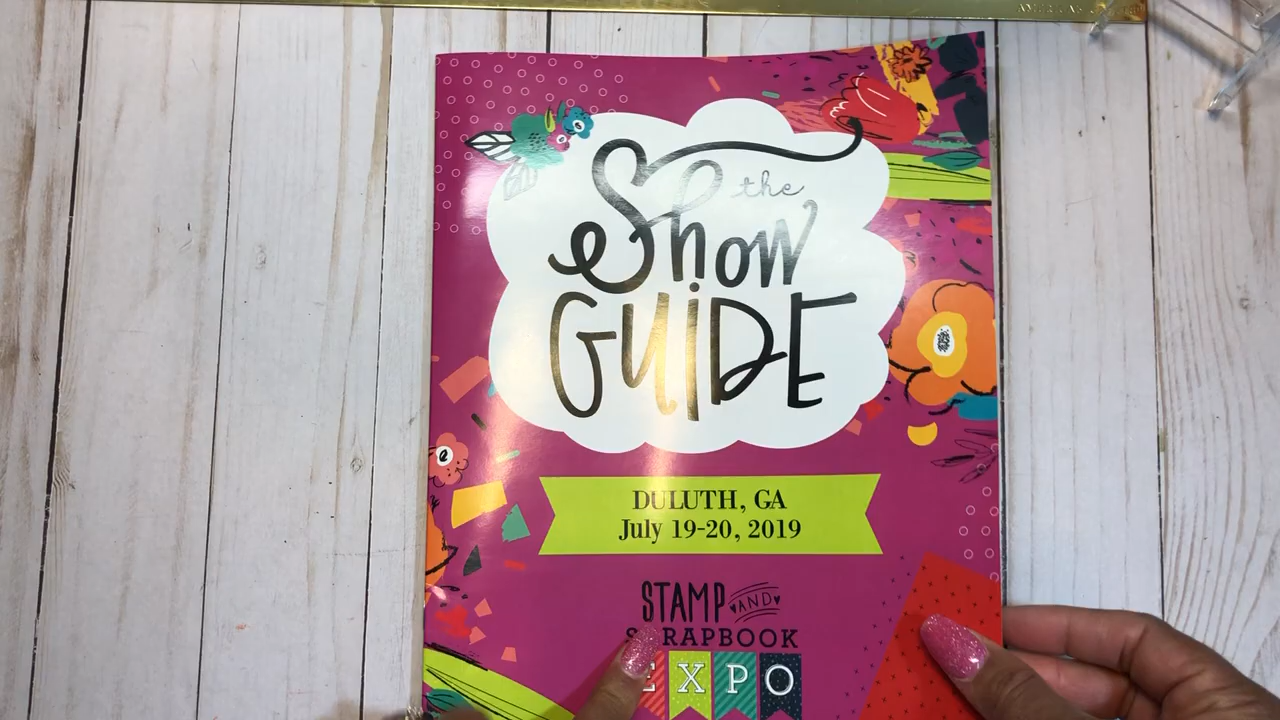 the
Show
GUIDE
DULUTH, GA
July 19-20, 2019
STAMP AND
SCRAPBOOK
EXPO